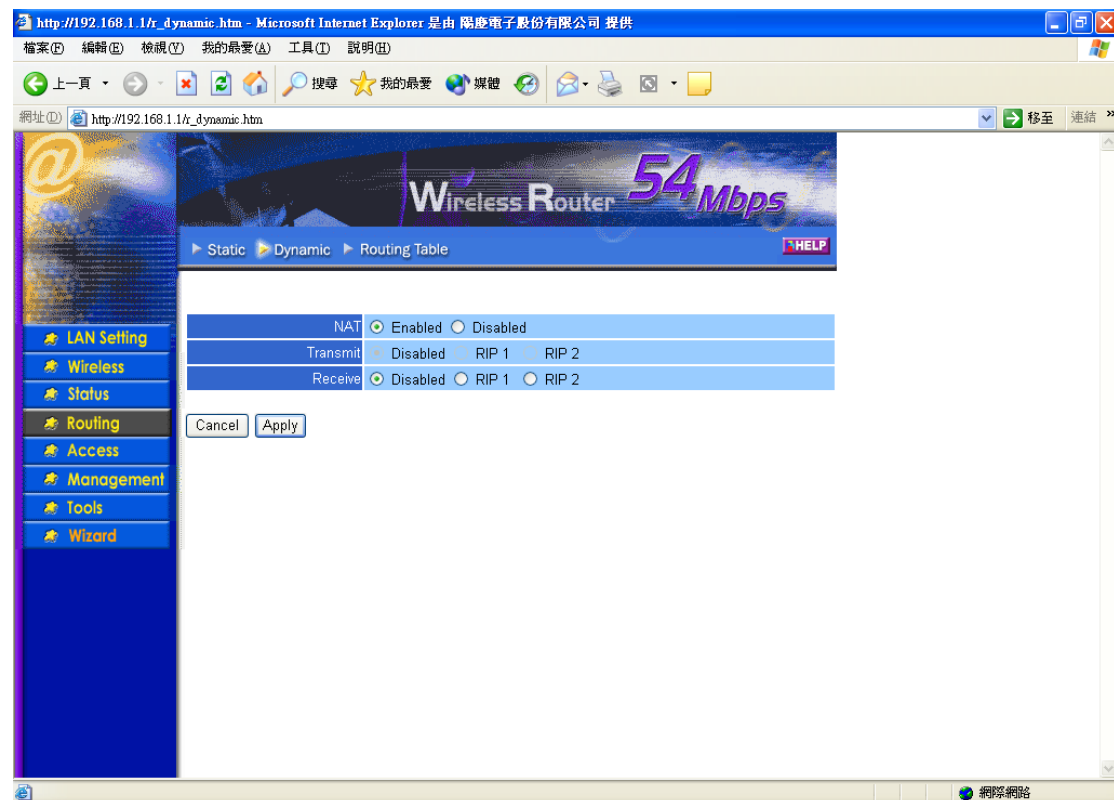 http://192.168.1.1/r_dynamic.htm - Microsoft Internet Explorer 是由 陽慶電子股份有限公司 提供
檔案(F) 編輯(E) 檢視(V) 我的最愛(A) 工具(T) 說明(H)
上一頁 搜尋 我的最愛 媒體
網址(D) http://192.168.1.1/r_dynamic.htm 移至 連結 »
@
Wireless Router 54 Mbps
Static Dynamic Routing Table HELP
LAN Setting
Wireless
Status
Routing
Access
Management
Tools
Wizard
NAT Enabled Disabled
Transmit Disabled RIP 1 RIP 2
Receive Disabled RIP 1 RIP 2
Cancel Apply
網際網路